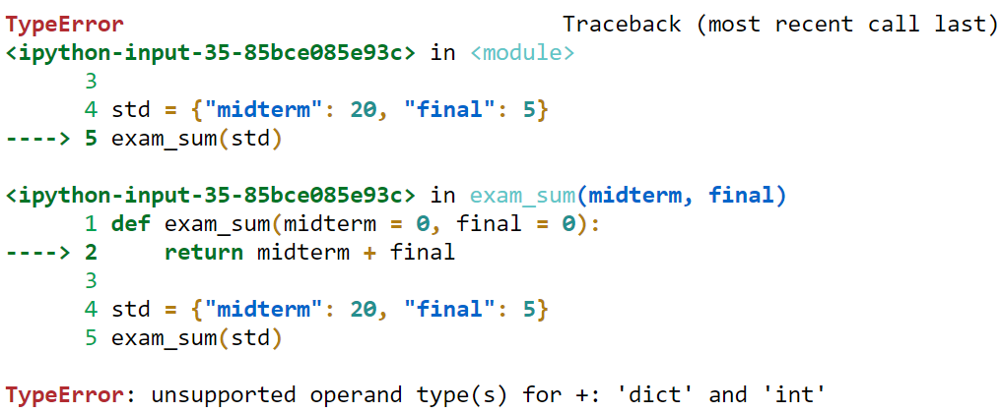 TypeError                                 Traceback (most recent call last)
<ipython-input-35-85bce085e93c> in <module>
      3 
      4 std = {"midterm": 20, "final": 5}
----> 5 exam_sum(std)

<ipython-input-35-85bce085e93c> in exam_sum(midterm, final)
      1 def exam_sum(midterm = 0, final = 0):
----> 2     return midterm + final
      3 
      4 std = {"midterm": 20, "final": 5}
      5 exam_sum(std)

TypeError: unsupported operand type(s) for +: 'dict' and 'int'